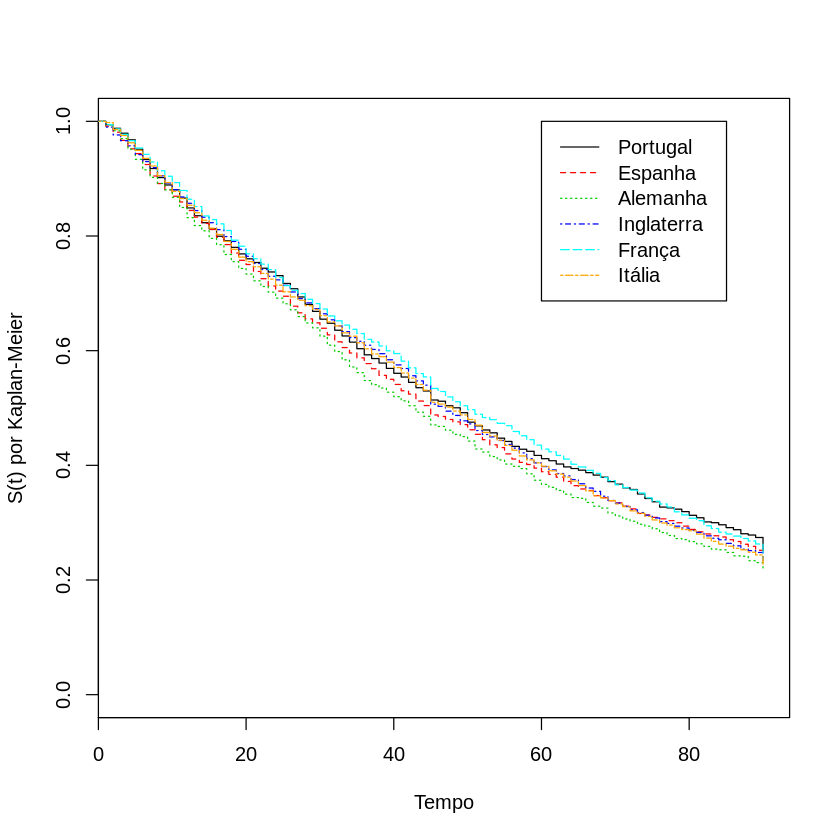 Portugal
Espanha
Alemanha
Inglaterra
França
Itália
S(t) por Kaplan-Meier
1.0
0.8
0.6
0.4
0.2
0.0
0 20 40 60 80
Tempo